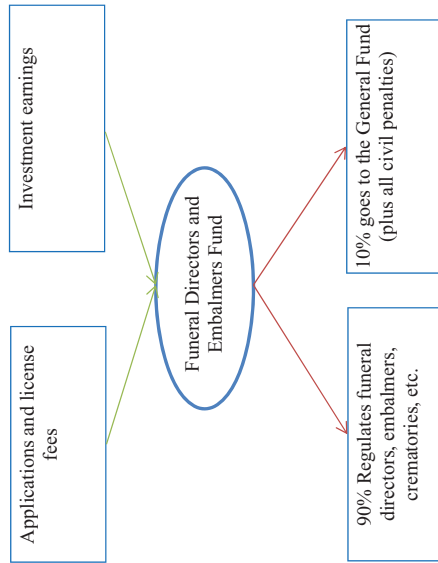 Applications and license
fees
Investment earnings
Funeral Directors and
Embalmers Fund
90% Regulates funeral
directors, embalmers,
crematories, etc.
10% goes to the General Fund
(plus all civil penalties)